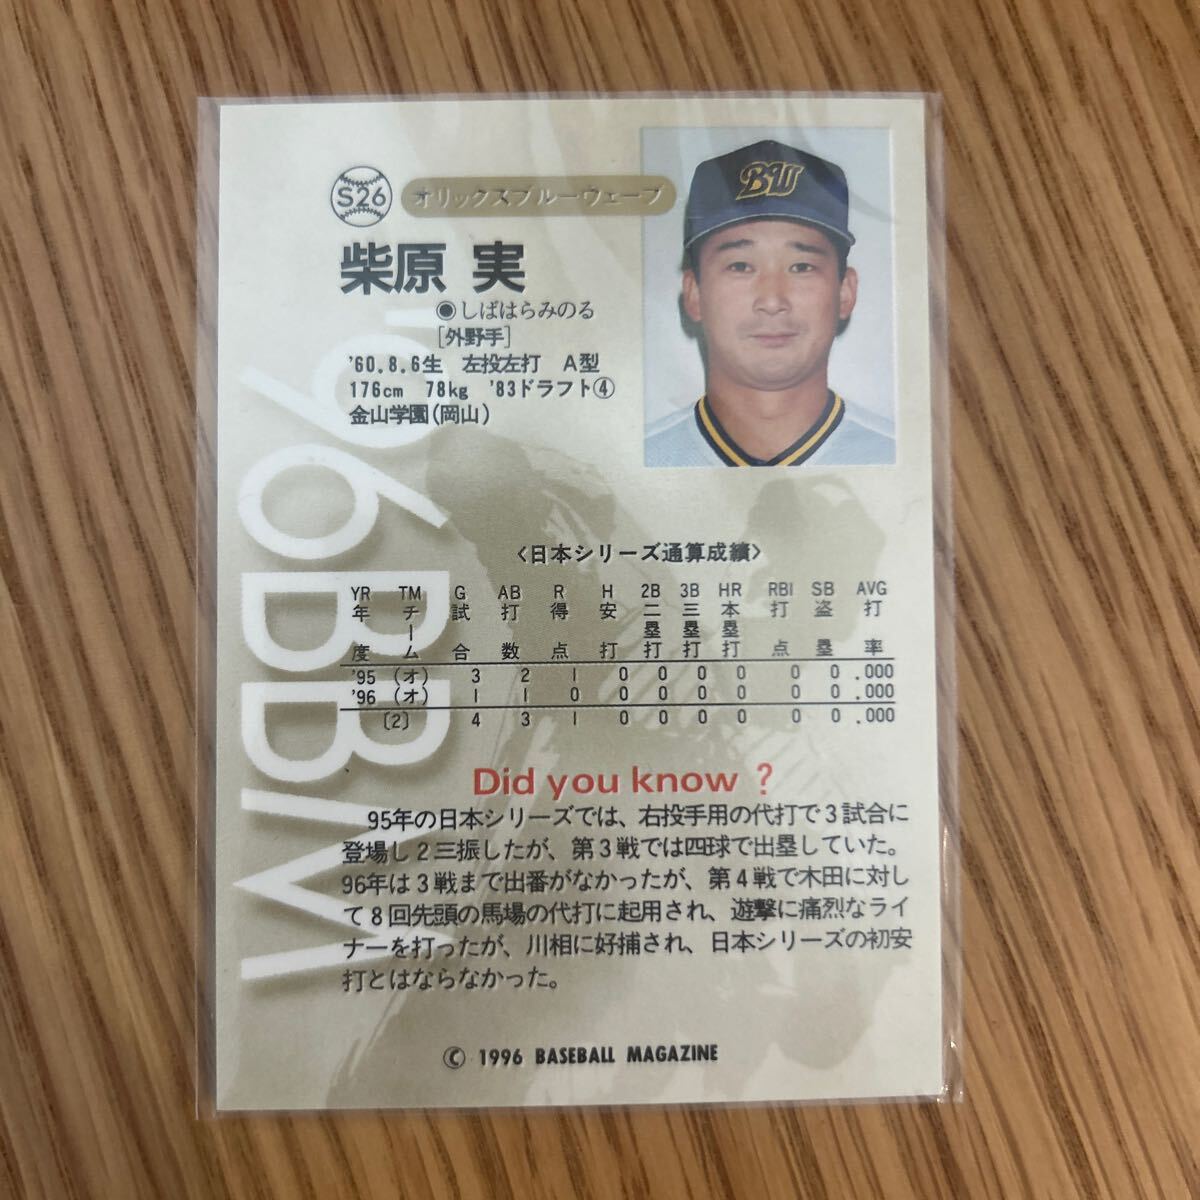 S26 オリックスブルーウェーブ
BW
柴原 実
◉しばはらみのる
[外野手]
'60.8.6生 左投左打 A型
176cm 78kg '83ドラフト④
金山学園(岡山)
'96BBM
〈日本シリーズ通算成績〉
YR TM G AB R H 2B 3B HR RBI SB AVG
年度 チーム 試合 打数 得点 安打 二塁打 三塁打 本塁打 打点 盗塁 打率
'95 (オ) 3 2 1 0 0 0 0 0 0 .000
'96 (オ) 1 1 0 0 0 0 0 0 0 .000
〔2〕 4 3 1 0 0 0 0 0 0 .000
Did you know ?
95年の日本シリーズでは、右投手用の代打で3試合に
登場し2三振したが、第3戦では四球で出塁していた。
96年は3戦まで出番がなかったが、第4戦で木田に対し
て8回先頭の馬場の代打に起用され、遊撃に痛烈なライ
ナーを打ったが、川相に好捕され、日本シリーズの初安
打とはならなかった。
© 1996 BASEBALL MAGAZINE